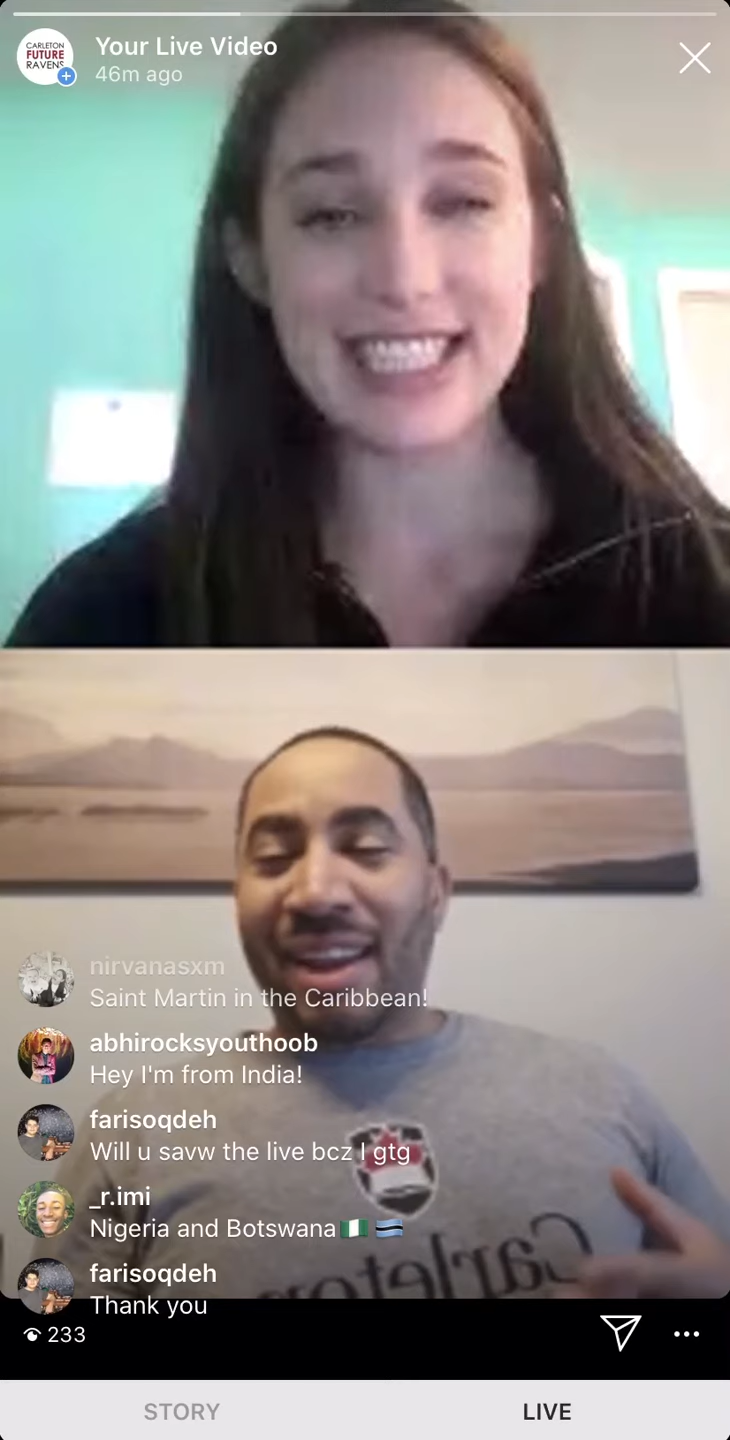 CARLETON
FUTURE
RAVENS
Your Live Video
46m ago
nirvanasxm
Saint Martin in the Caribbean!
abhirocksyouthoob
Hey I'm from India!
farisoqdeh
Will u savw the live bcz I gtg
_r.imi
Nigeria and Botswana🇳🇬 🇧🇼
Carleton
farisoqdeh
Thank you
233
STORY
LIVE